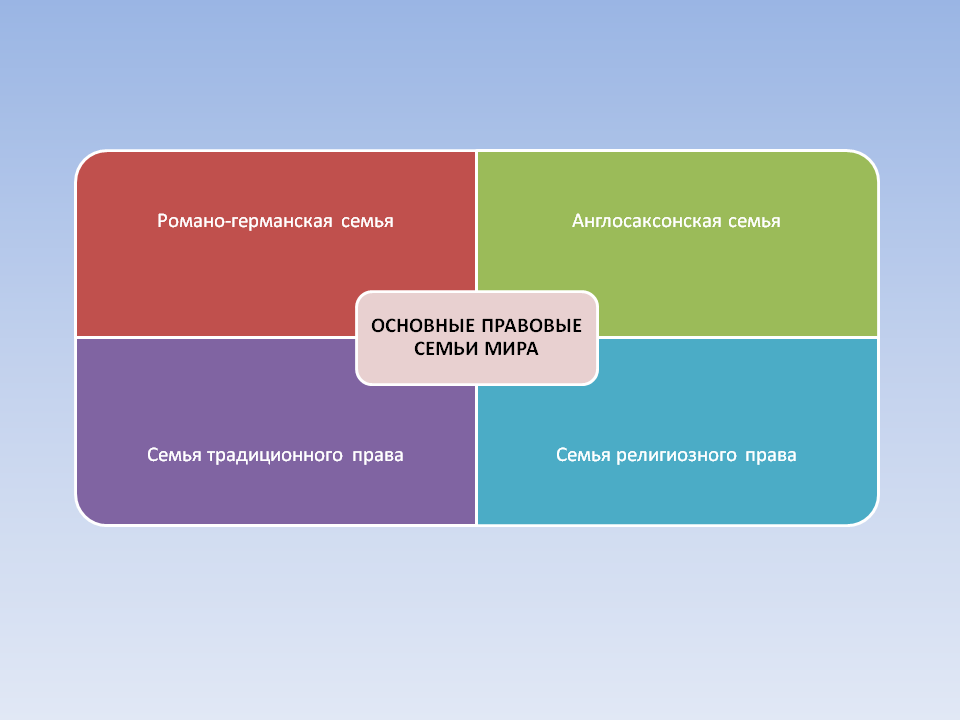 Романо-германская семья
Англосаксонская семья
ОСНОВНЫЕ ПРАВОВЫЕ
СЕМЬИ МИРА
Семья традиционного права
Семья религиозного права